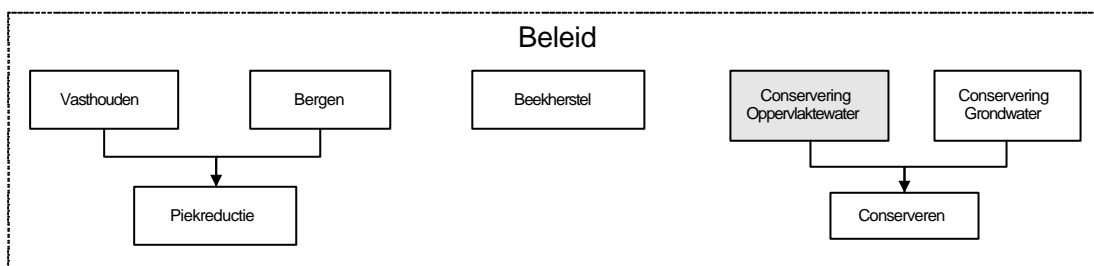 Beleid
Vasthouden
Bergen
Beekherstel
Conservering
Oppervlaktewater
Conservering
Grondwater
Piekreductie
Conserveren